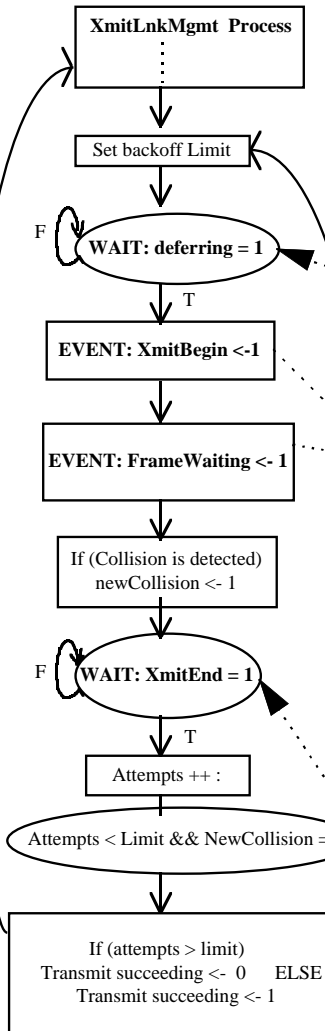 XmitLnkMgmt Process
Set backoff Limit
F
WAIT: deferring = 1
T
EVENT: XmitBegin <-1
EVENT: FrameWaiting <- 1
If (Collision is detected)
newCollision <- 1
F
WAIT: XmitEnd = 1
T
Attempts ++ :
Attempts < Limit && NewCollision =
If (attempts > limit)
Transmit succeeding <- 0 ELSE
Transmit succeeding <- 1